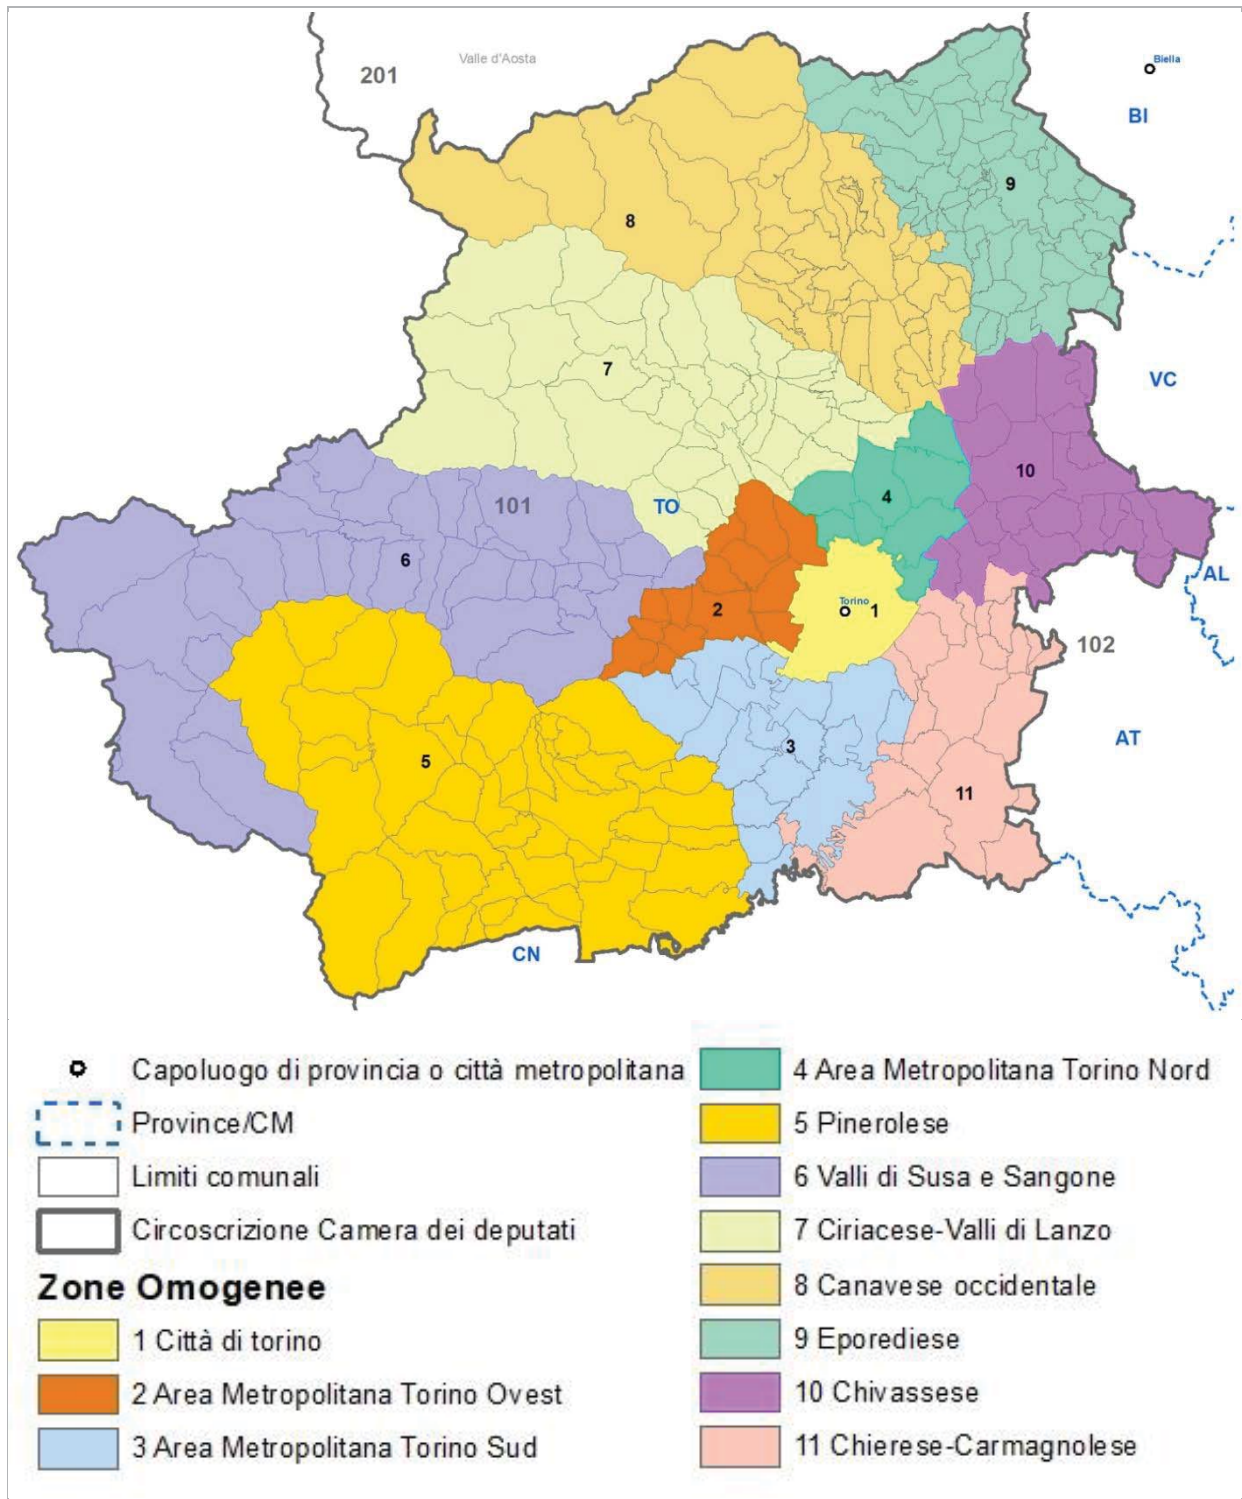 Valle d'Aosta
201
Biella
BI
9
8
7
VC
10
4
TO
101
6
AL
Torino
1
2
102
AT
3
5
11
CN
Capoluogo di provincia o città metropolitana
Province/CM
Limiti comunali
Circoscrizione Camera dei deputati
Zone Omogenee
1 Città di torino
2 Area Metropolitana Torino Ovest
3 Area Metropolitana Torino Sud
4 Area Metropolitana Torino Nord
5 Pinerolese
6 Valli di Susa e Sangone
7 Ciriacese-Valli di Lanzo
8 Canavese occidentale
9 Eporediese
10 Chivassese
11 Chierese-Carmagnolese